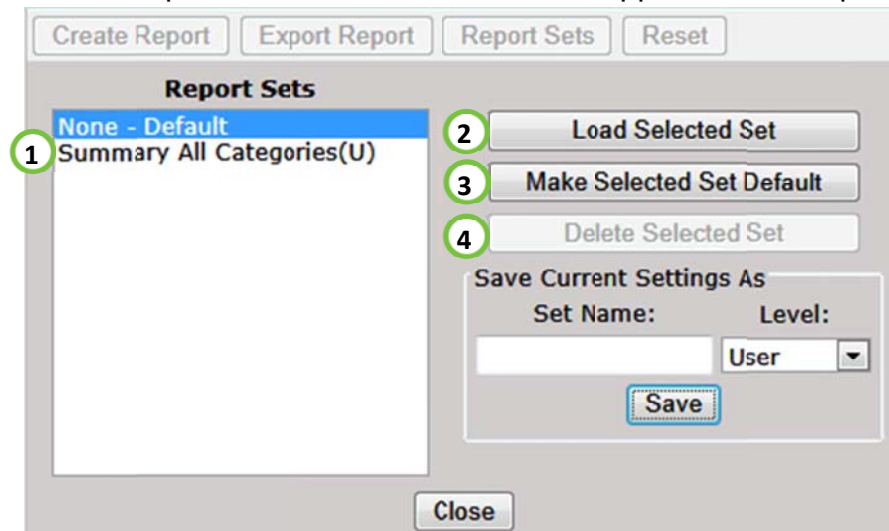 Create Report Export Report Report Sets Reset
Report Sets
None - Default
1 Summary All Categories(U)
2 Load Selected Set
3 Make Selected Set Default
4 Delete Selected Set
Save Current Settings As
Set Name: Level:
User
Save
Close